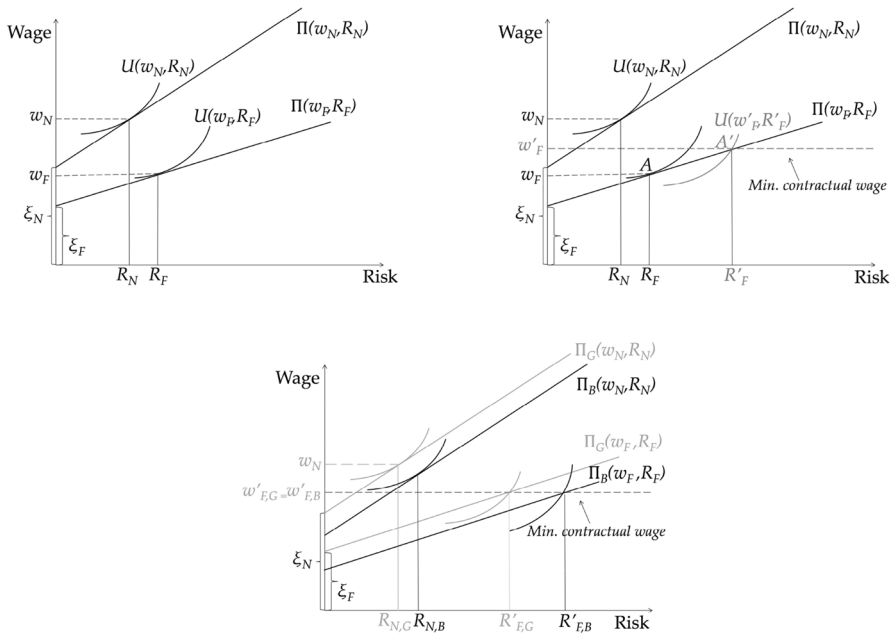 Wage
Π(w_N,R_N)
U(w_N,R_N)
w_N
U(w_F,R_F)
Π(w_F,R_F)
w_F
ξ_N
ξ_F
R_N
R_F
Risk
Wage
Π(w_N,R_N)
U(w_N,R_N)
w_N
U(w'_F,R'_F)
Π(w_F,R_F)
w'_F
A'
A
w_F
Min. contractual wage
ξ_N
ξ_F
R_N
R_F
R'_F
Risk
Wage
Π_G(w_N,R_N)
Π_B(w_N,R_N)
Π_G(w_F,R_F)
w_N
Π_B(w_F,R_F)
w'_F,G=w'_F,B
Min. contractual wage
ξ_N
ξ_F
R_N,G
R_N,B
R'_F,G
R'_F,B
Risk